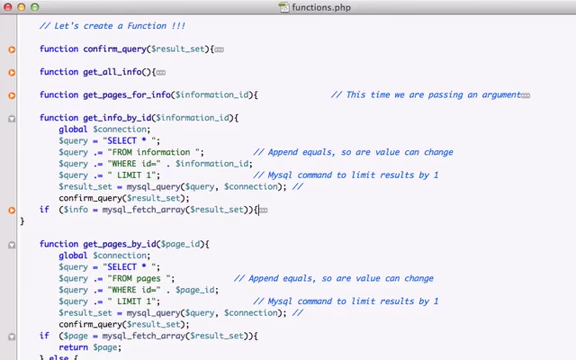 functions.php
// Let's create a Function !!!
function confirm_query($result_set){
function get_all_info(){
function get_pages_for_info($information_id){ // This time we are passing an argument
function get_info_by_id($information_id){
global $connection;
$query = "SELECT * ";
$query .= "FROM information "; // Append equals, so are value can change
$query .= "WHERE id=" . $information_id;
$query .= " LIMIT 1"; // Mysql command to limit results by 1
$result_set = mysql_query($query, $connection); //
confirm_query($result_set);
if ($info = mysql_fetch_array($result_set)){
}
function get_pages_by_id($page_id){
global $connection;
$query = "SELECT * ";
$query .= "FROM pages "; // Append equals, so are value can change
$query .= "WHERE id=" . $page_id;
$query .= " LIMIT 1"; // Mysql command to limit results by 1
$result_set = mysql_query($query, $connection); //
confirm_query($result_set);
if ($page = mysql_fetch_array($result_set)){
return $page;
} else {